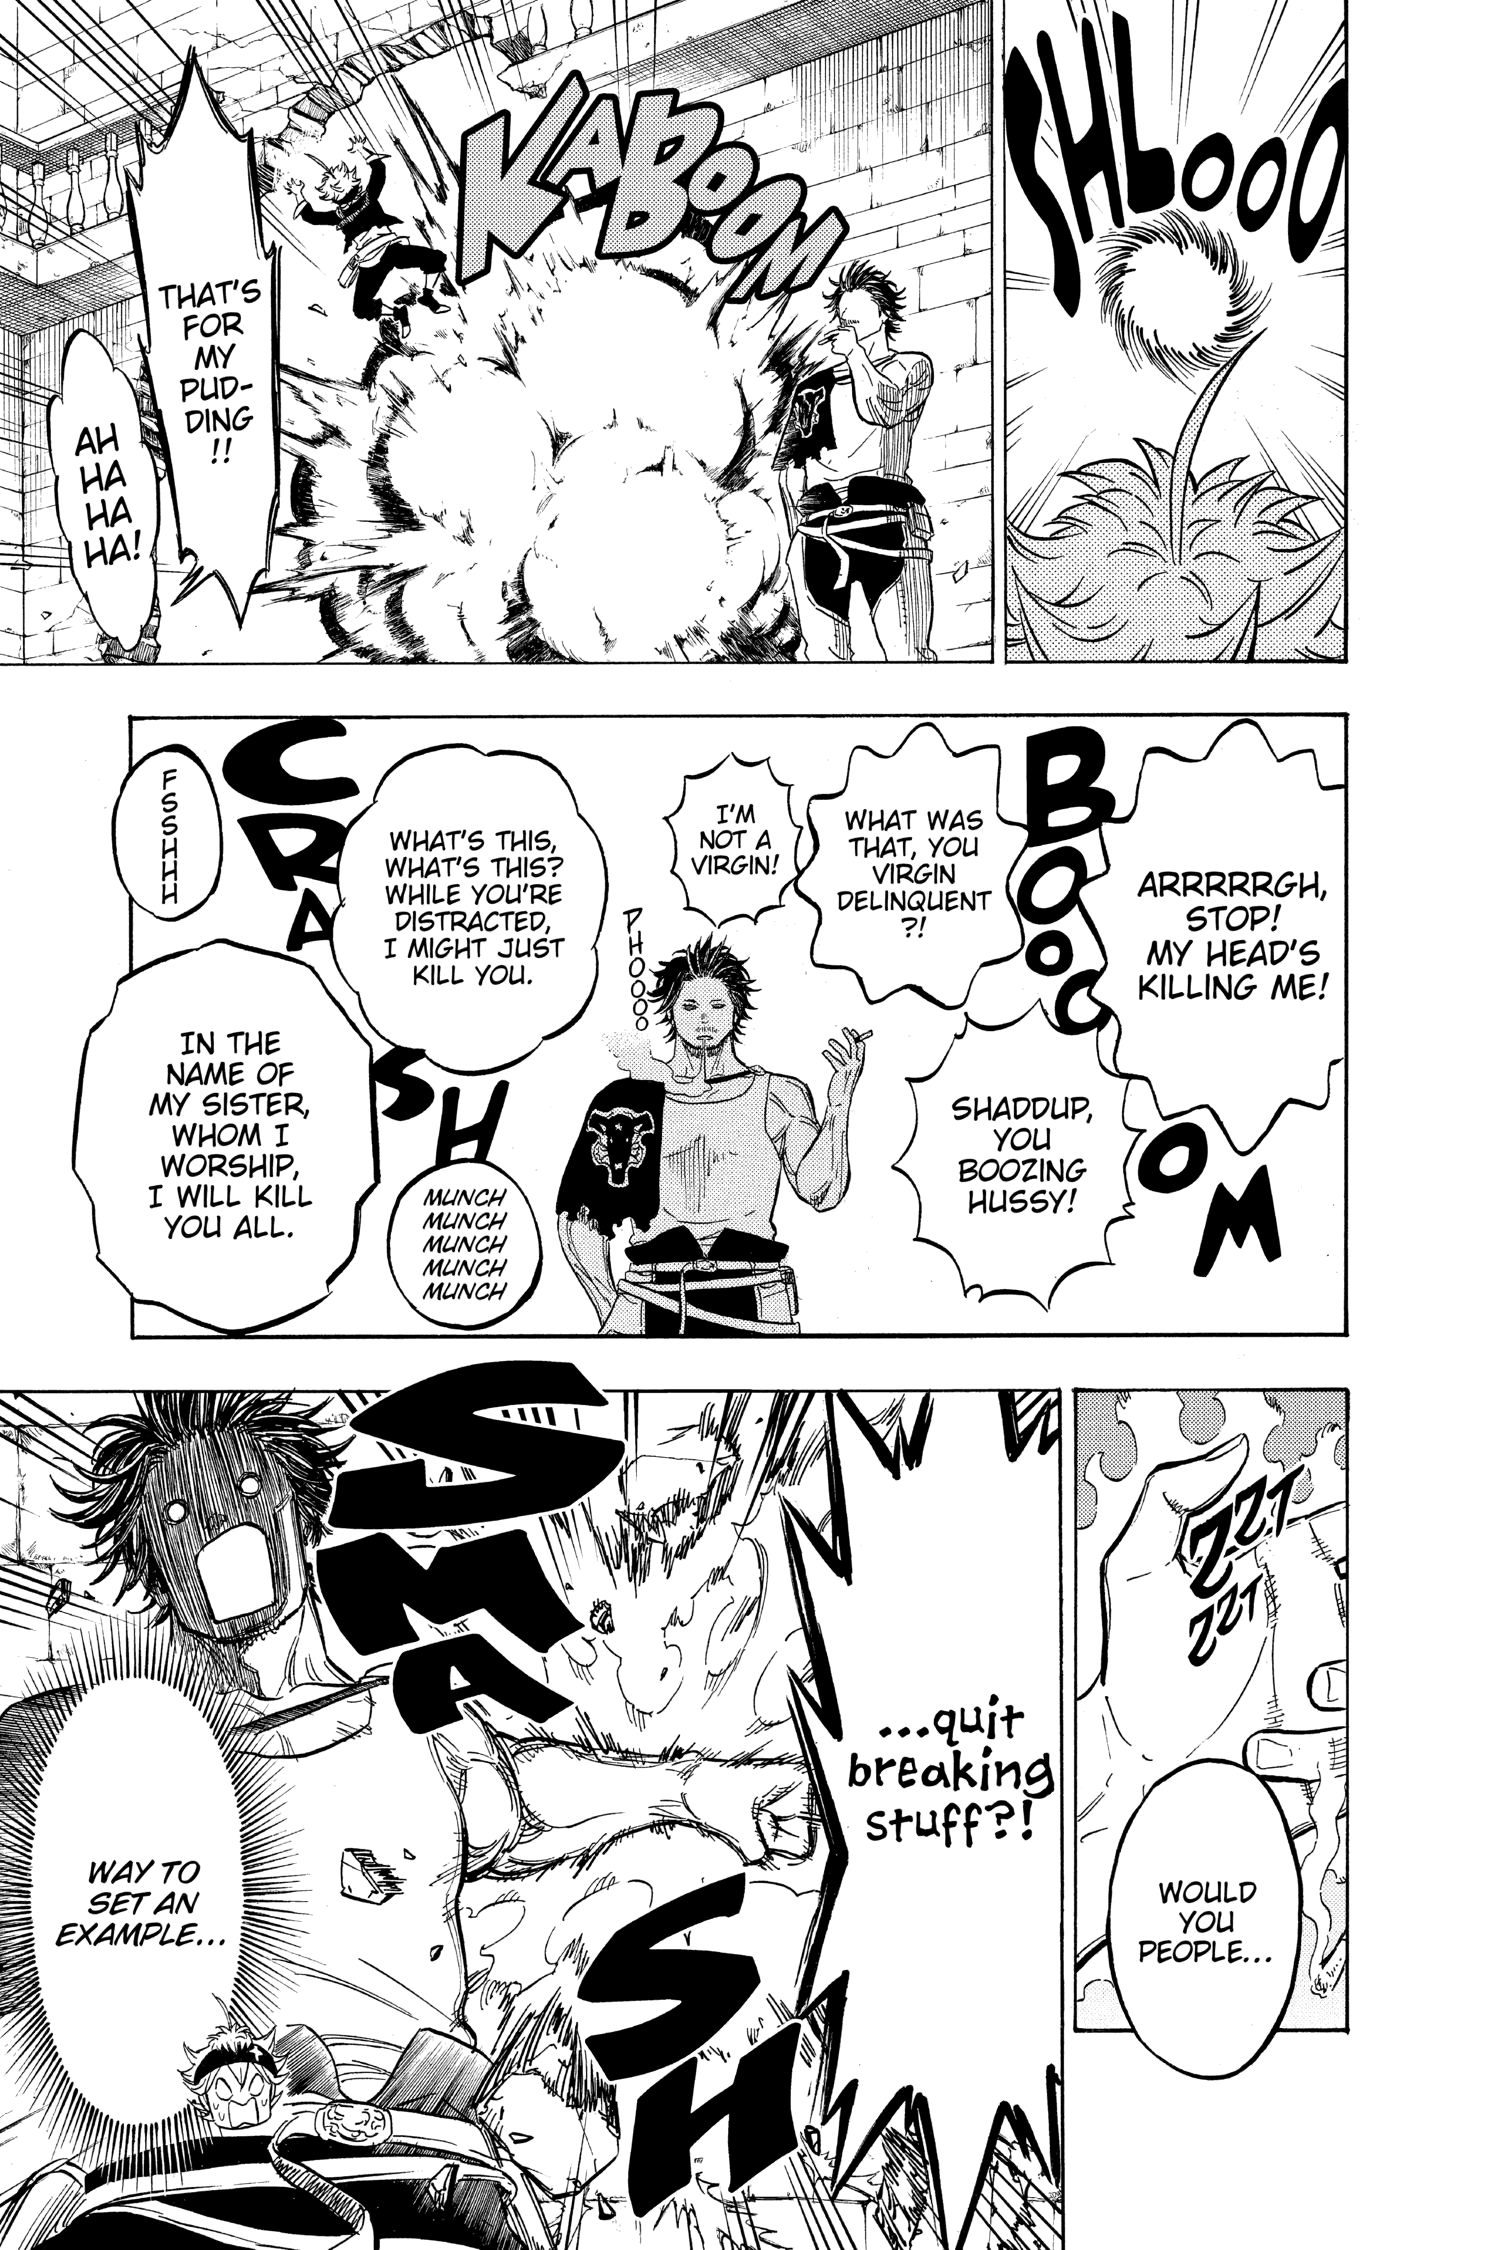 SHLOOO
KABOOM
THAT'S
FOR
MY
PUD-
DING
!!
AH
HA
HA
HA!
ARRRRRGH,
STOP!
MY HEAD'S
KILLING ME!
BOOOOM
WHAT WAS
THAT, YOU
VIRGIN
DELINQUENT
?!
SHADDUP,
YOU
BOOZING
HUSSY!
I'M
NOT A
VIRGIN!
PHOOOO
WHAT'S THIS,
WHAT'S THIS?
WHILE YOU'RE
DISTRACTED,
I MIGHT JUST
KILL YOU.
CRASH
MUNCH
MUNCH
MUNCH
MUNCH
MUNCH
FSSHHH
IN THE
NAME OF
MY SISTER,
WHOM I
WORSHIP,
I WILL KILL
YOU ALL.
ZZZT
ZZZT
WOULD
YOU
PEOPLE...
...quit
breaking
stuff?!
SMASH
WAY TO
SET AN
EXAMPLE...